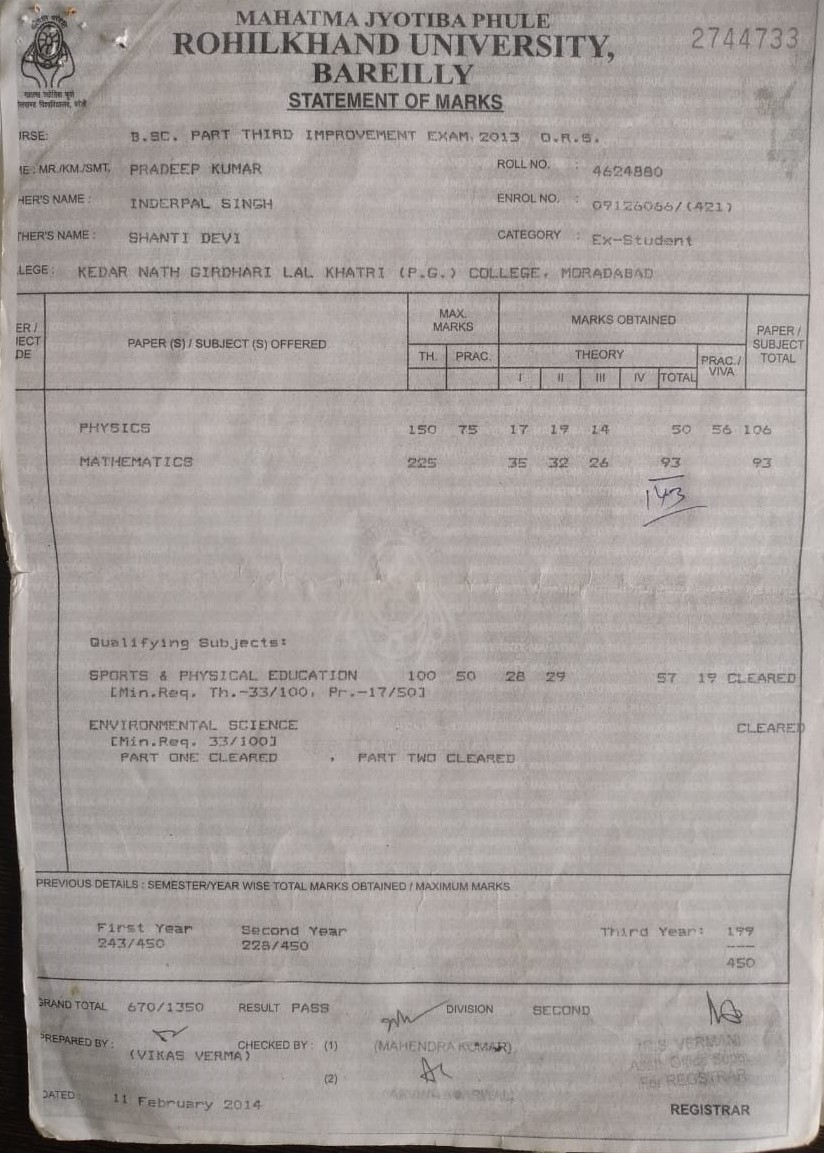 MAHATMA JYOTIBA PHULE
ROHILKHAND UNIVERSITY,
BAREILLY
2744733
STATEMENT OF MARKS
RSE: B.SC. PART THIRD IMPROVEMENT EXAM.2013 O.R.S.
E : MR./KM./SMT. PRADEEP KUMAR ROLL NO. : 4624880
HER'S NAME : INDERPAL SINGH ENROL NO. : 09126066/(421)
THER'S NAME : SHANTI DEVI CATEGORY : Ex-Student
LEGE : KEDAR NATH GIRDHARI LAL KHATRI (P.G.) COLLEGE, MORADABAD
ER / JECT DE PAPER (S) / SUBJECT (S) OFFERED MAX. MARKS MARKS OBTAINED PAPER / SUBJECT TOTAL
TH. PRAC. THEORY PRAC./ VIVA
I II III IV TOTAL
PHYSICS 150 75 17 19 14 50 56 106
MATHEMATICS 225 35 32 26 93 93
143
Qualifying Subjects:
SPORTS & PHYSICAL EDUCATION 100 50 28 29 57 19 CLEARED
[Min.Req. Th.-33/100, Pr.-17/50]
ENVIRONMENTAL SCIENCE CLEARED
[Min.Req. 33/100]
PART ONE CLEARED , PART TWO CLEARED
PREVIOUS DETAILS : SEMESTER/YEAR WISE TOTAL MARKS OBTAINED / MAXIMUM MARKS
First Year Second Year Third Year: 199
243/450 228/450 ---
450
GRAND TOTAL 670/1350 RESULT PASS DIVISION SECOND
PREPARED BY : (VIKAS VERMA) CHECKED BY : (1) (MAHENDRA KUMAR)
(2)
For REGISTRAR
DATED : 11 February 2014
REGISTRAR